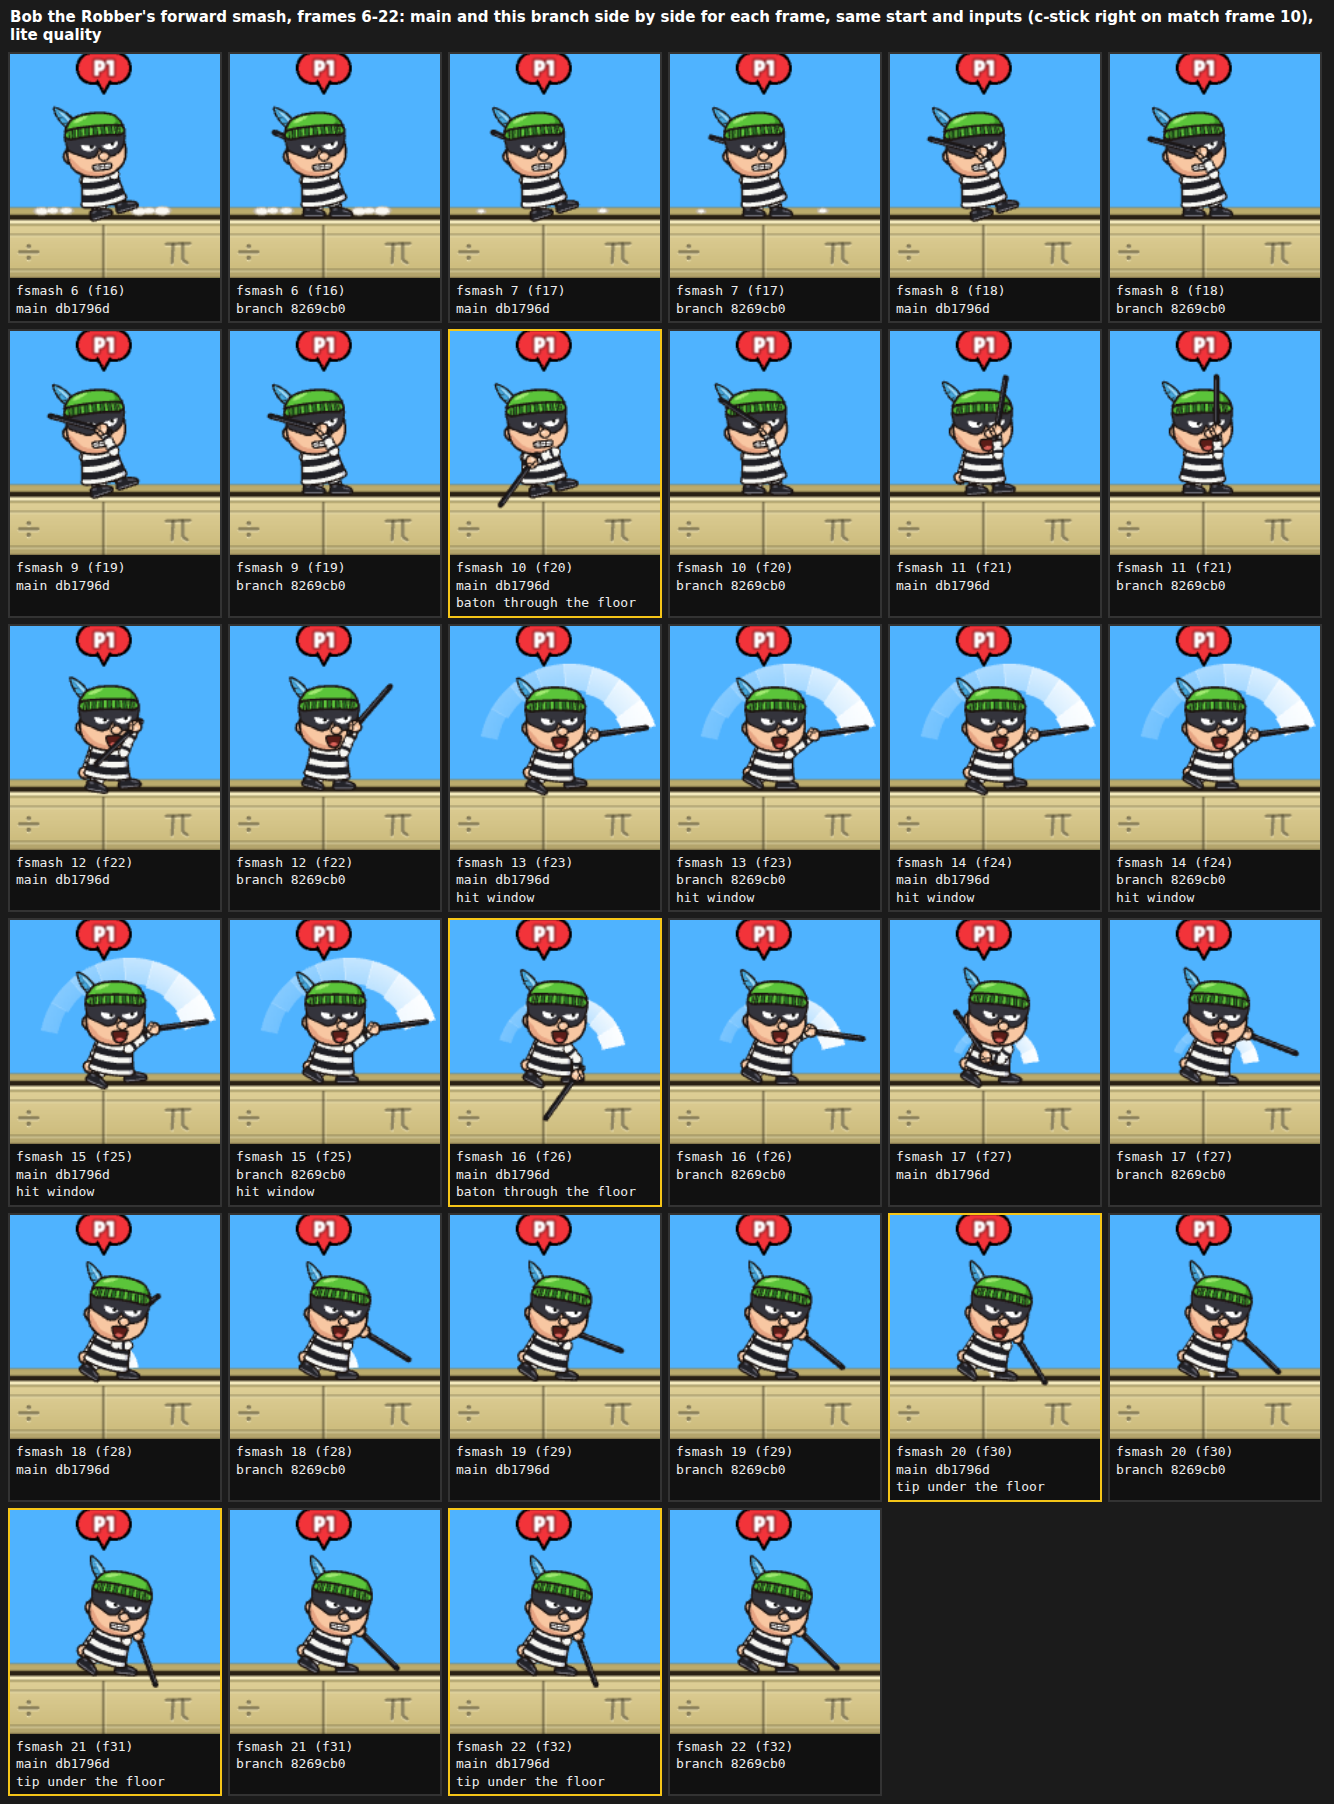 Bob the Robber's forward smash, frames 6-22: main and this branch side by side for each frame, same start and inputs (c-stick right on match frame 10),
lite quality
P1 P1 P1 P1 P1 P1
÷ π ÷ π ÷ π ÷ π ÷ π ÷ π
fsmash 6 (f16) fsmash 6 (f16) fsmash 7 (f17) fsmash 7 (f17) fsmash 8 (f18) fsmash 8 (f18)
main db1796d branch 8269cb0 main db1796d branch 8269cb0 main db1796d branch 8269cb0
P1 P1 P1 P1 P1 P1
÷ π ÷ π ÷ π ÷ π ÷ π ÷ π
fsmash 9 (f19) fsmash 9 (f19) fsmash 10 (f20) fsmash 10 (f20) fsmash 11 (f21) fsmash 11 (f21)
main db1796d branch 8269cb0 main db1796d branch 8269cb0 main db1796d branch 8269cb0
baton through the floor
P1 P1 P1 P1 P1 P1
÷ π ÷ π ÷ π ÷ π ÷ π ÷ π
fsmash 12 (f22) fsmash 12 (f22) fsmash 13 (f23) fsmash 13 (f23) fsmash 14 (f24) fsmash 14 (f24)
main db1796d branch 8269cb0 main db1796d branch 8269cb0 main db1796d branch 8269cb0
hit window hit window hit window hit window
P1 P1 P1 P1 P1 P1
÷ π ÷ π ÷ π ÷ π ÷ π ÷ π
fsmash 15 (f25) fsmash 15 (f25) fsmash 16 (f26) fsmash 16 (f26) fsmash 17 (f27) fsmash 17 (f27)
main db1796d branch 8269cb0 main db1796d branch 8269cb0 main db1796d branch 8269cb0
hit window hit window baton through the floor
P1 P1 P1 P1 P1 P1
÷ π ÷ π ÷ π ÷ π ÷ π ÷ π
fsmash 18 (f28) fsmash 18 (f28) fsmash 19 (f29) fsmash 19 (f29) fsmash 20 (f30) fsmash 20 (f30)
main db1796d branch 8269cb0 main db1796d branch 8269cb0 main db1796d branch 8269cb0
tip under the floor
P1 P1 P1 P1
÷ π ÷ π ÷ π ÷ π
fsmash 21 (f31) fsmash 21 (f31) fsmash 22 (f32) fsmash 22 (f32)
main db1796d branch 8269cb0 main db1796d branch 8269cb0
tip under the floor tip under the floor